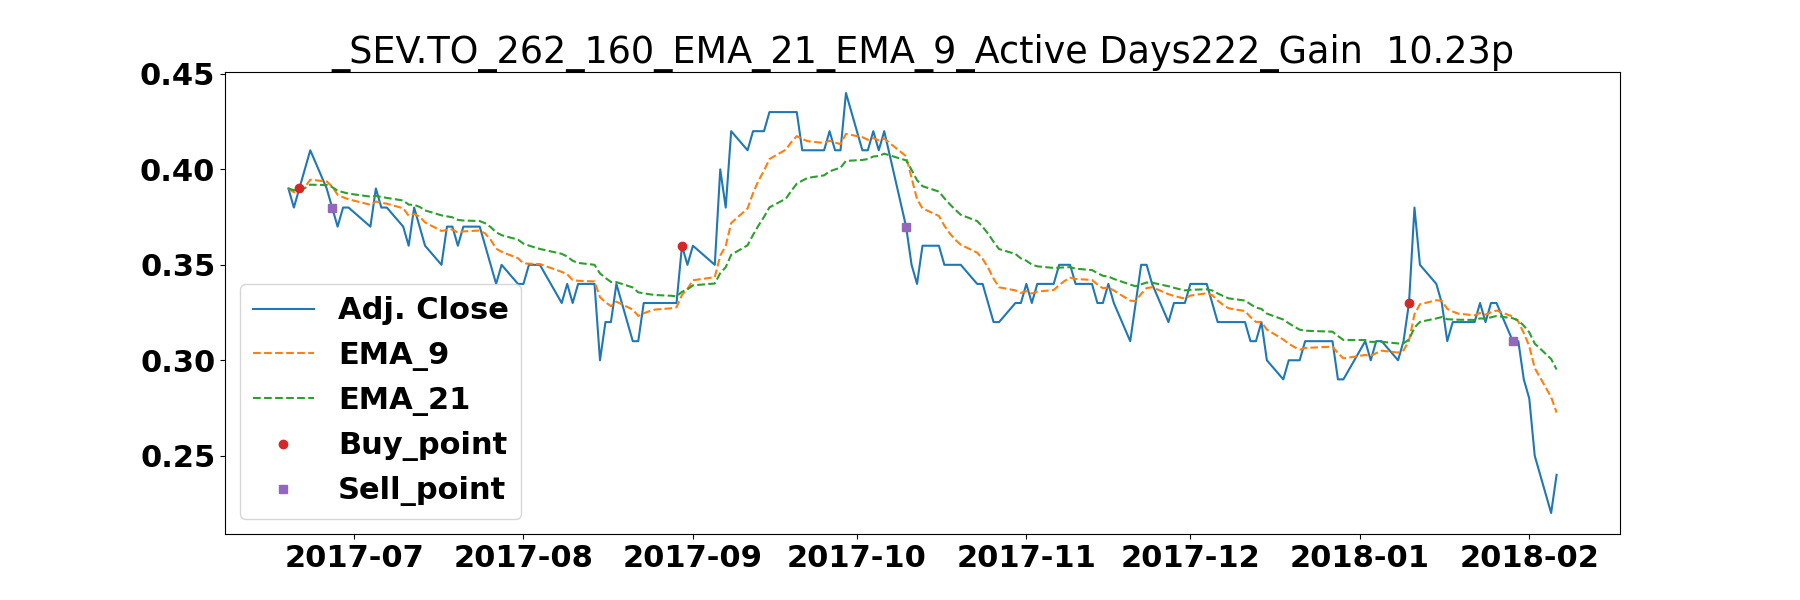 _SEV.TO_262_160_EMA_21_EMA_9_Active Days222_Gain  10.23p
0.45
0.40
0.35
0.30
0.25
Adj. Close
EMA_9
EMA_21
Buy_point
Sell_point
2017-07 2017-08 2017-09 2017-10 2017-11 2017-12 2018-01 2018-02